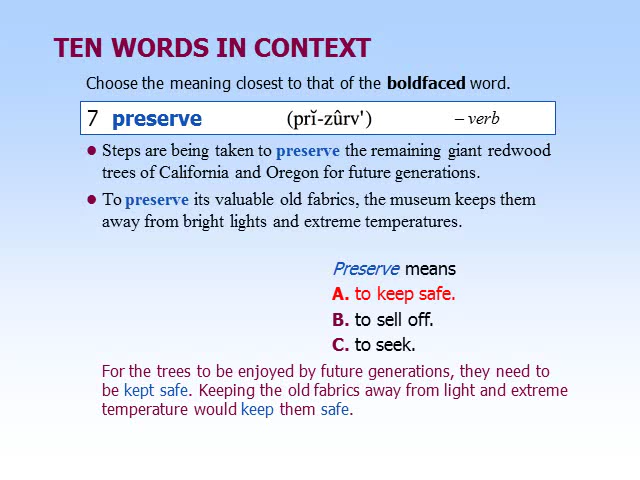 TEN WORDS IN CONTEXT
Choose the meaning closest to that of the boldfaced word.
7 preserve (prĭ-zûrv') – verb
● Steps are being taken to preserve the remaining giant redwood
trees of California and Oregon for future generations.
● To preserve its valuable old fabrics, the museum keeps them
away from bright lights and extreme temperatures.
Preserve means
A. to keep safe.
B. to sell off.
C. to seek.
For the trees to be enjoyed by future generations, they need to
be kept safe. Keeping the old fabrics away from light and extreme
temperature would keep them safe.